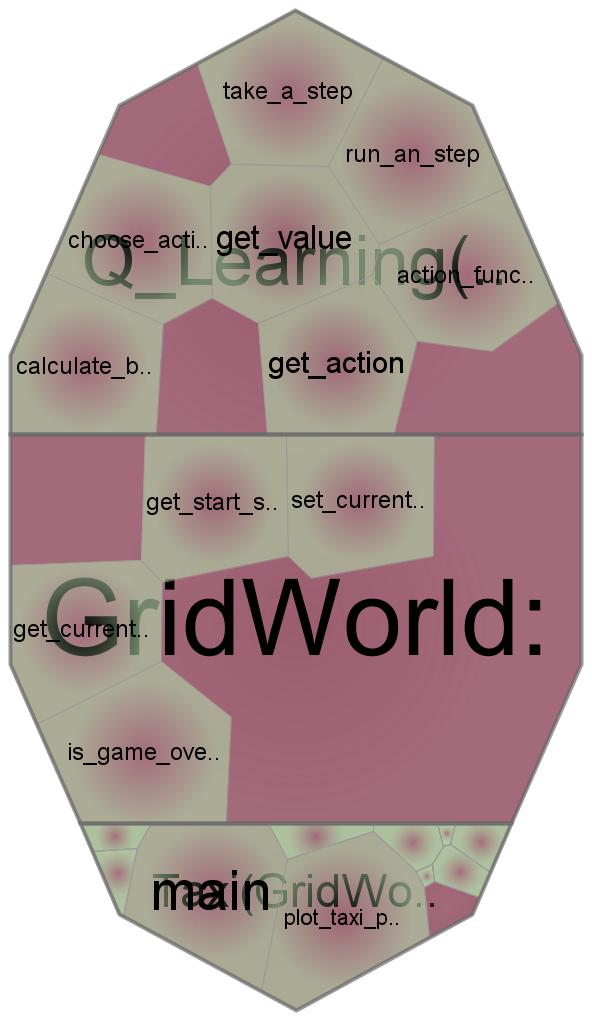 take_a_step
run_an_step
choose_acti..
get_value
Q_Learning(..
action_func..
calculate_b..
get_action
get_start_s..
set_current..
GridWorld:
get_current..
is_game_ove..
main
Taxi(GridWo..
plot_taxi_p..